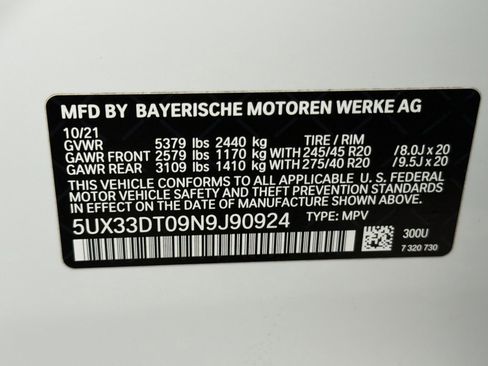 MFD BY BAYERISCHE MOTOREN WERKE AG
10/21
GVWR 5379 lbs 2440 kg TIRE / RIM
GAWR FRONT 2579 lbs 1170 kg WITH 245/45 R20 /8.0J x 20
GAWR REAR 3109 lbs 1410 kg WITH 275/40 R20 /9.5J x 20
THIS VEHICLE CONFORMS TO ALL APPLICABLE U.S. FEDERAL
MOTOR VEHICLE SAFETY AND THEFT PREVENTION STANDARDS
IN EFFECT ON THE DATE OF MANUFACTURE SHOWN ABOVE.
5UX33DT09N9J90924 TYPE: MPV
300U
7 320 730